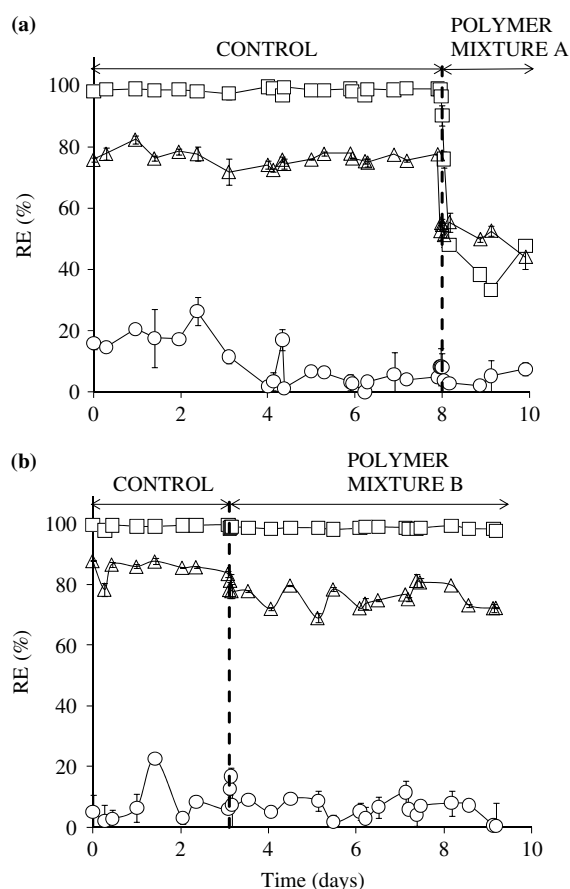 (a)
POLYMER
CONTROL
MIXTURE A
100
80
60
40
20
0
RE (%)
0 2 4 6 8 10
(b)
POLYMER
CONTROL
MIXTURE B
100
80
60
40
20
0
RE (%)
0 2 4 6 8 10
Time (days)